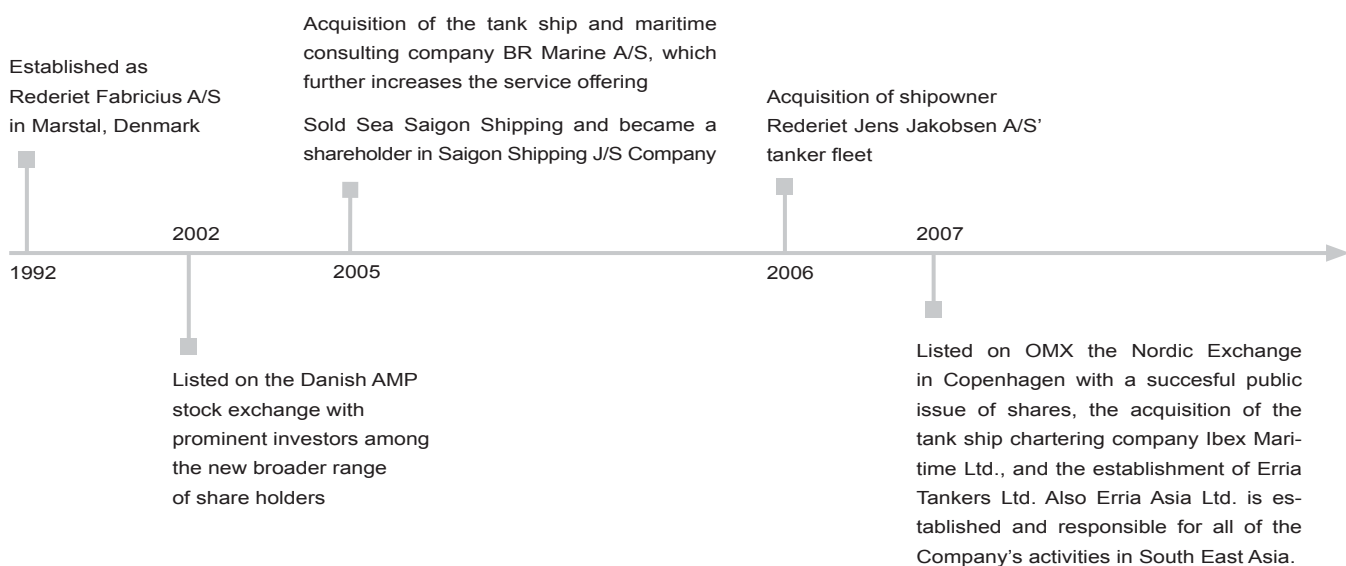 Established as
Rederiet Fabricius A/S
in Marstal, Denmark
1992
2002
Listed on the Danish AMP
stock exchange with
prominent investors among
the new broader range
of share holders
Acquisition of the tank ship and maritime
consulting company BR Marine A/S, which
further increases the service offering
Sold Sea Saigon Shipping and became a
shareholder in Saigon Shipping J/S Company
2005
Acquisition of shipowner
Rederiet Jens Jakobsen A/S’
tanker fleet
2006
2007
Listed on OMX the Nordic Exchange
in Copenhagen with a succesful public
issue of shares, the acquisition of the
tank ship chartering company Ibex Mari-
time Ltd., and the establishment of Erria
Tankers Ltd. Also Erria Asia Ltd. is es-
tablished and responsible for all of the
Company’s activities in South East Asia.